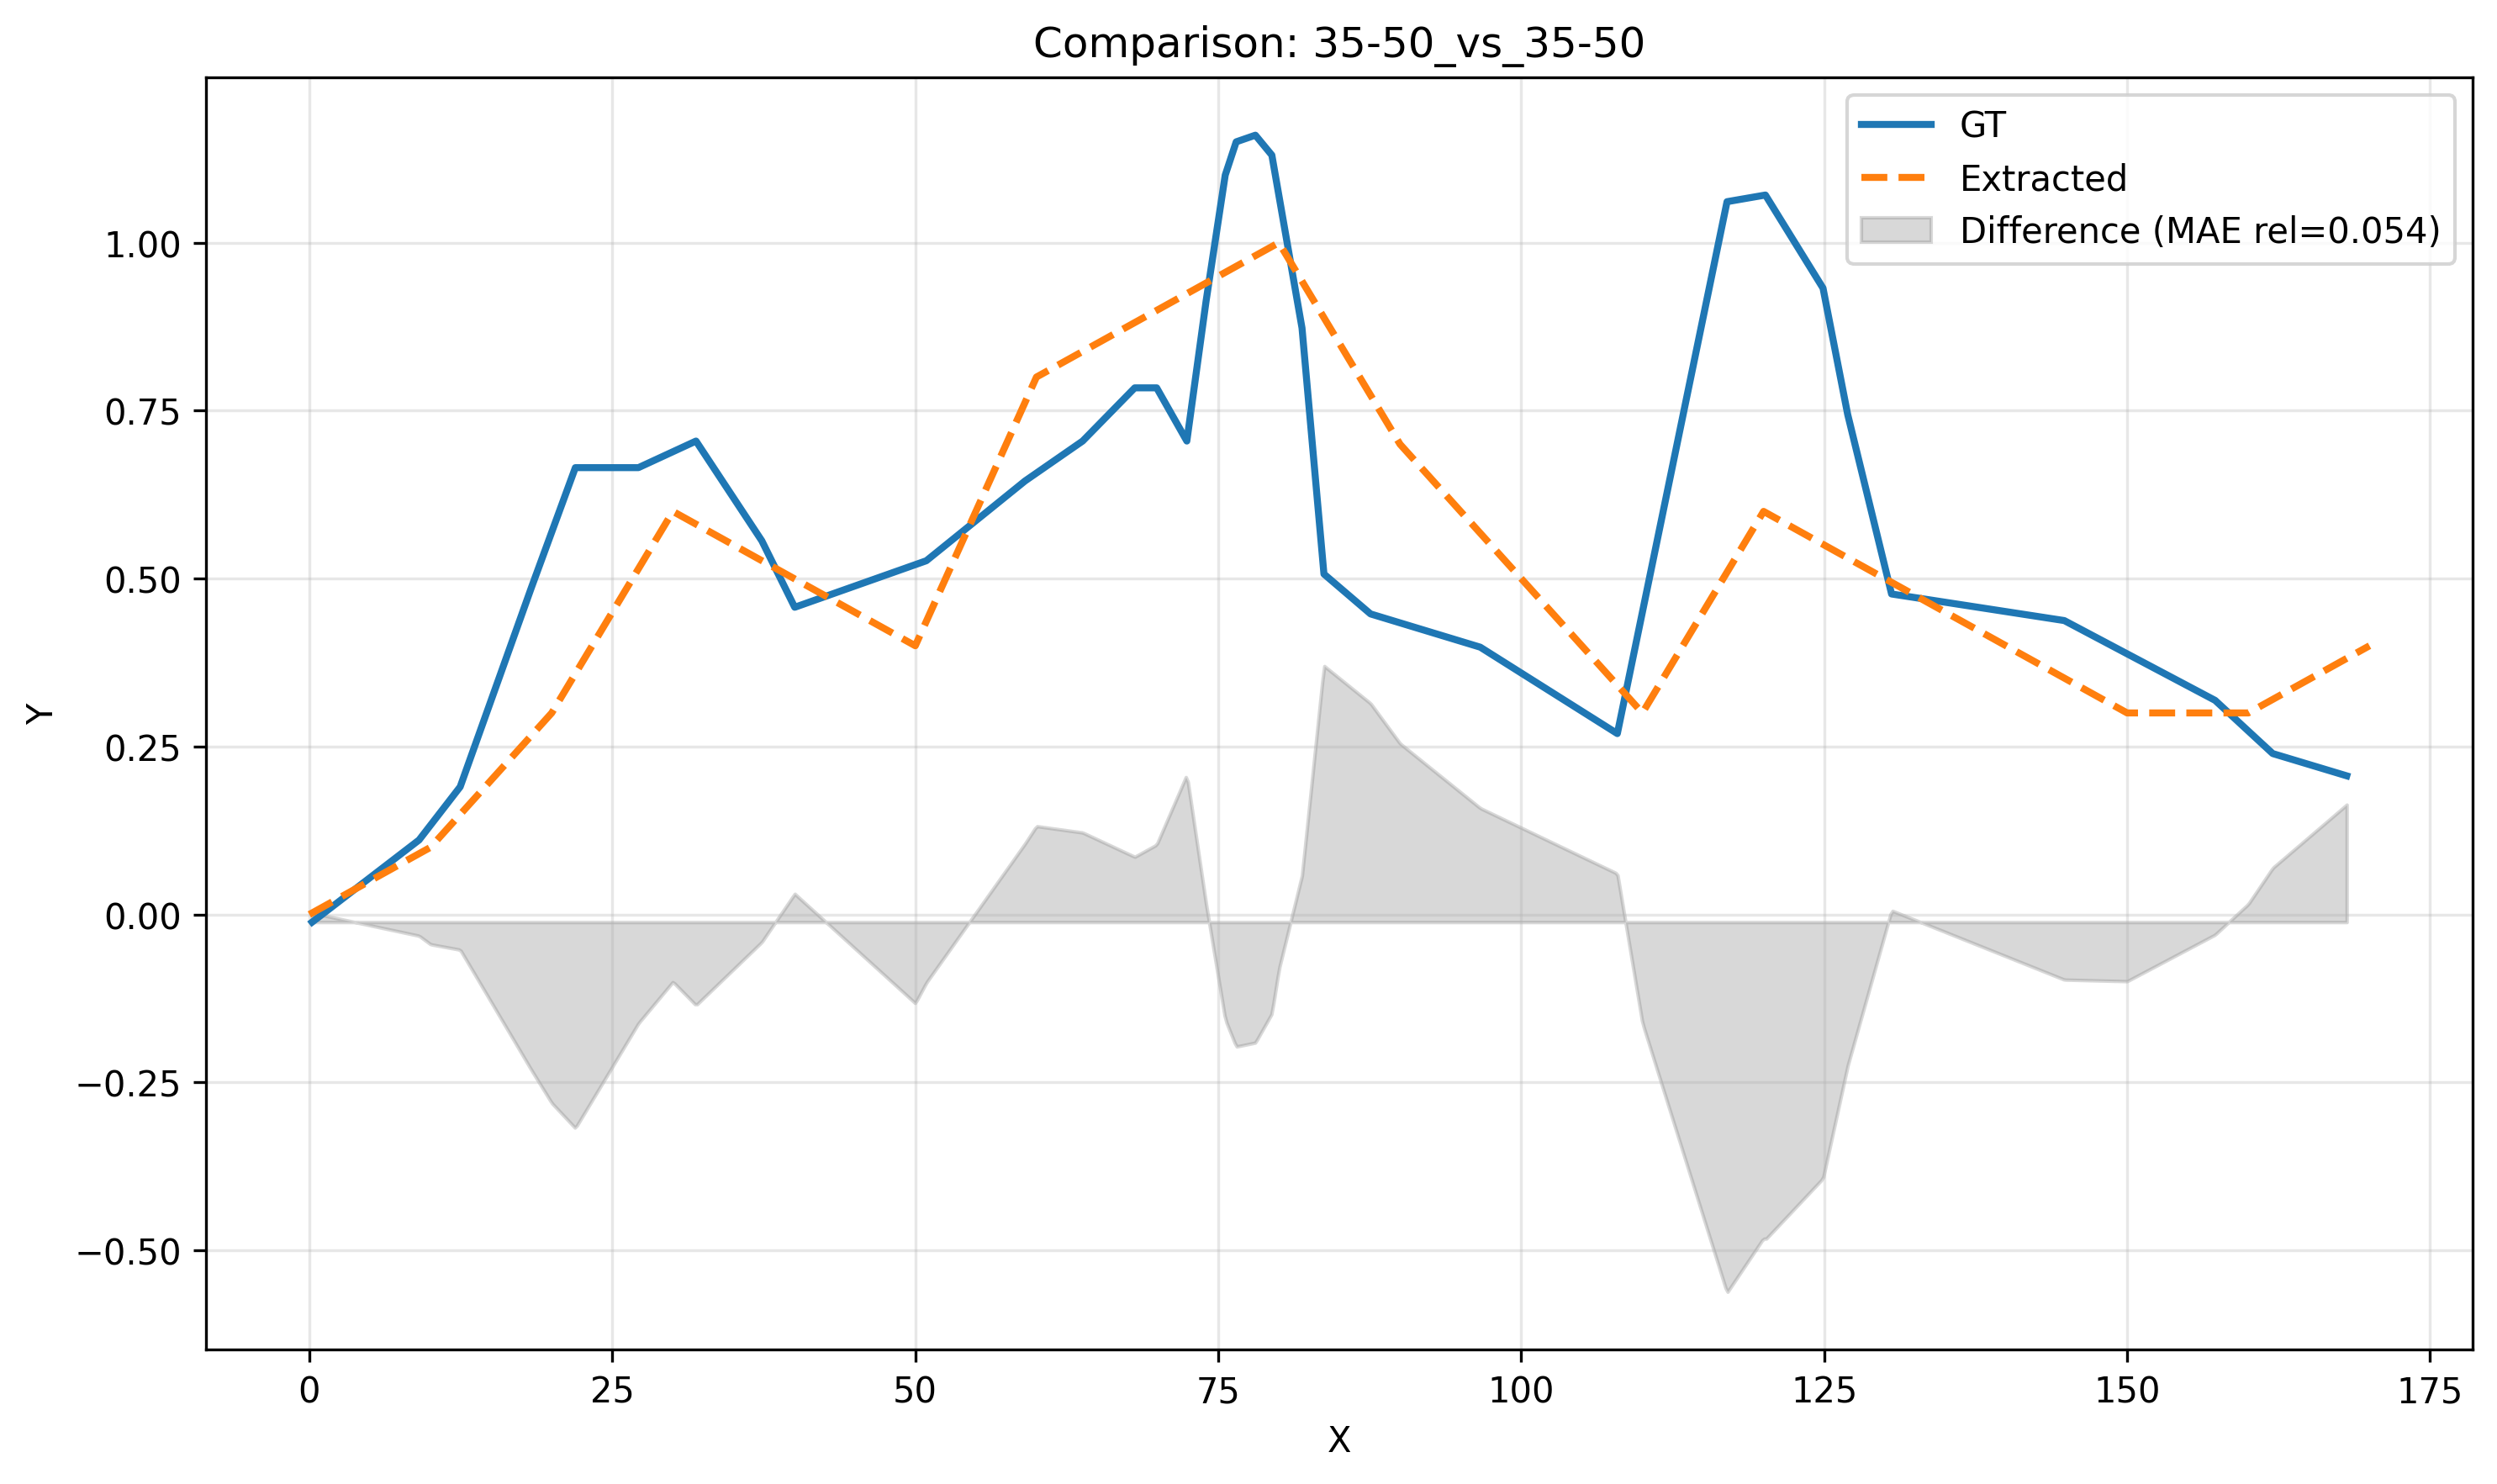 Comparison: 35-50_vs_35-50
GT
Extracted
Difference (MAE rel=0.054)
Y
1.00
0.75
0.50
0.25
0.00
−0.25
−0.50
0 25 50 75 100 125 150 175
X